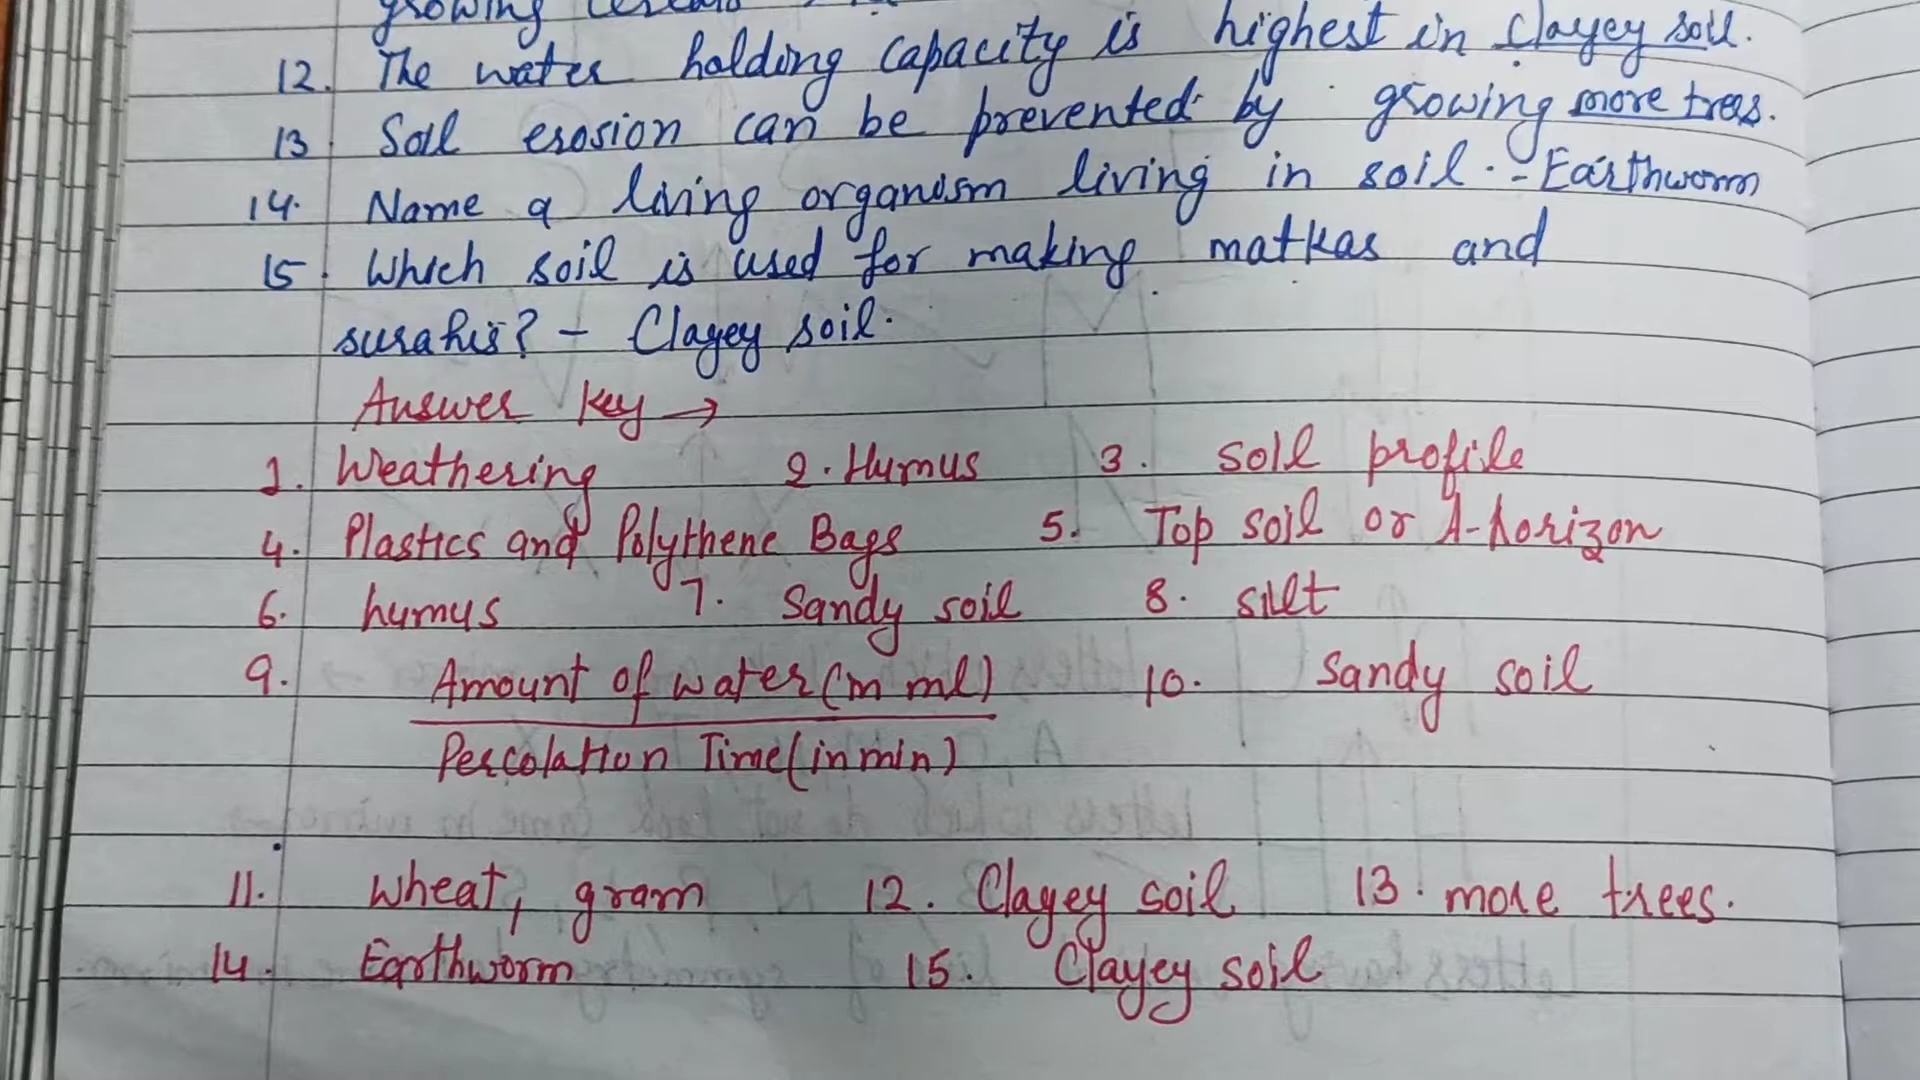 growing cereals
12. The water holding capacity is highest in clayey soil.
13 Soil erosion can be prevented by growing more trees.
14. Name a living organism living in soil. - Earthworm
15. Which soil is used for making matkas and
surahis? - Clayey soil.
Answer key →
1. Weathering 2. Humus 3. soil profile
4. Plastics and Polythene Bags 5. Top soil or A-horizon
6. humus 7. Sandy soil 8. silt
9. Amount of water (in ml) 10. Sandy soil
Percolation Time (in min)
11. wheat, gram 12. Clayey soil 13. more trees.
14. Earthworm 15. Clayey soil